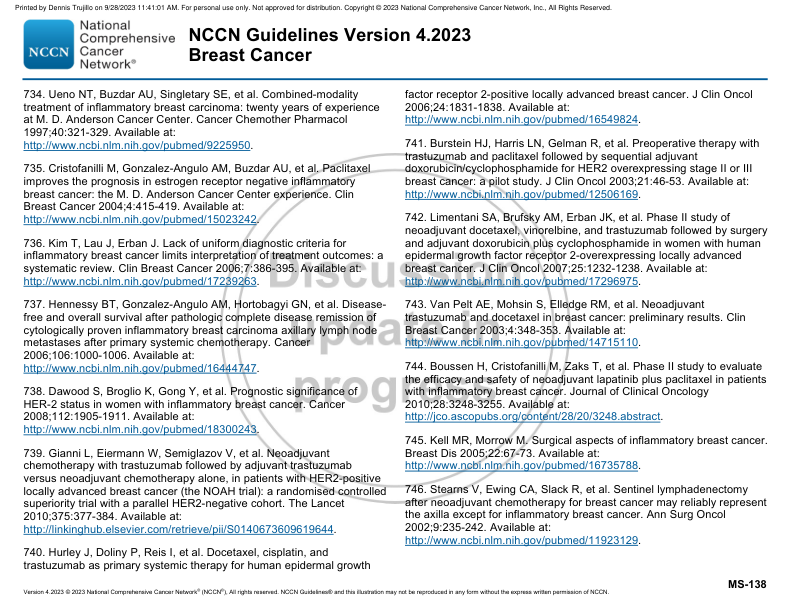 Printed by Dennis Trujillo on 9/28/2023 11:41:01 AM. For personal use only. Not approved for distribution. Copyright © 2023 National Comprehensive Cancer Network, Inc., All Rights Reserved.
NCCN
National
Comprehensive
Cancer
Network®
NCCN Guidelines Version 4.2023
Breast Cancer
734. Ueno NT, Buzdar AU, Singletary SE, et al. Combined-modality
treatment of inflammatory breast carcinoma: twenty years of experience
at M. D. Anderson Cancer Center. Cancer Chemother Pharmacol
1997;40:321-329. Available at:
http://www.ncbi.nlm.nih.gov/pubmed/9225950.
735. Cristofanilli M, Gonzalez-Angulo AM, Buzdar AU, et al. Paclitaxel
improves the prognosis in estrogen receptor negative inflammatory
breast cancer: the M. D. Anderson Cancer Center experience. Clin
Breast Cancer 2004;4:415-419. Available at:
http://www.ncbi.nlm.nih.gov/pubmed/15023242.
736. Kim T, Lau J, Erban J. Lack of uniform diagnostic criteria for
inflammatory breast cancer limits interpretation of treatment outcomes: a
systematic review. Clin Breast Cancer 2006;7:386-395. Available at:
http://www.ncbi.nlm.nih.gov/pubmed/17239263.
737. Hennessy BT, Gonzalez-Angulo AM, Hortobagyi GN, et al. Disease-
free and overall survival after pathologic complete disease remission of
cytologically proven inflammatory breast carcinoma axillary lymph node
metastases after primary systemic chemotherapy. Cancer
2006;106:1000-1006. Available at:
http://www.ncbi.nlm.nih.gov/pubmed/16444747.
738. Dawood S, Broglio K, Gong Y, et al. Prognostic significance of
HER-2 status in women with inflammatory breast cancer. Cancer
2008;112:1905-1911. Available at:
http://www.ncbi.nlm.nih.gov/pubmed/18300243.
739. Gianni L, Eiermann W, Semiglazov V, et al. Neoadjuvant
chemotherapy with trastuzumab followed by adjuvant trastuzumab
versus neoadjuvant chemotherapy alone, in patients with HER2-positive
locally advanced breast cancer (the NOAH trial): a randomised controlled
superiority trial with a parallel HER2-negative cohort. The Lancet
2010;375:377-384. Available at:
http://linkinghub.elsevier.com/retrieve/pii/S0140673609619644.
740. Hurley J, Doliny P, Reis I, et al. Docetaxel, cisplatin, and
trastuzumab as primary systemic therapy for human epidermal growth
factor receptor 2-positive locally advanced breast cancer. J Clin Oncol
2006;24:1831-1838. Available at:
http://www.ncbi.nlm.nih.gov/pubmed/16549824.
741. Burstein HJ, Harris LN, Gelman R, et al. Preoperative therapy with
trastuzumab and paclitaxel followed by sequential adjuvant
doxorubicin/cyclophosphamide for HER2 overexpressing stage II or III
breast cancer: a pilot study. J Clin Oncol 2003;21:46-53. Available at:
http://www.ncbi.nlm.nih.gov/pubmed/12506169.
742. Limentani SA, Brufsky AM, Erban JK, et al. Phase II study of
neoadjuvant docetaxel, vinorelbine, and trastuzumab followed by surgery
and adjuvant doxorubicin plus cyclophosphamide in women with human
epidermal growth factor receptor 2-overexpressing locally advanced
breast cancer. J Clin Oncol 2007;25:1232-1238. Available at:
http://www.ncbi.nlm.nih.gov/pubmed/17296975.
743. Van Pelt AE, Mohsin S, Elledge RM, et al. Neoadjuvant
trastuzumab and docetaxel in breast cancer: preliminary results. Clin
Breast Cancer 2003;4:348-353. Available at:
http://www.ncbi.nlm.nih.gov/pubmed/14715110.
744. Boussen H, Cristofanilli M, Zaks T, et al. Phase II study to evaluate
the efficacy and safety of neoadjuvant lapatinib plus paclitaxel in patients
with inflammatory breast cancer. Journal of Clinical Oncology
2010;28:3248-3255. Available at:
http://jco.ascopubs.org/content/28/20/3248.abstract.
745. Kell MR, Morrow M. Surgical aspects of inflammatory breast cancer.
Breast Dis 2005;22:67-73. Available at:
http://www.ncbi.nlm.nih.gov/pubmed/16735788.
746. Stearns V, Ewing CA, Slack R, et al. Sentinel lymphadenectomy
after neoadjuvant chemotherapy for breast cancer may reliably represent
the axilla except for inflammatory breast cancer. Ann Surg Oncol
2002;9:235-242. Available at:
http://www.ncbi.nlm.nih.gov/pubmed/11923129.
Discussion
update in
progress
MS-138
Version 4.2023 © 2023 National Comprehensive Cancer Network® (NCCN®), All rights reserved. NCCN Guidelines® and this illustration may not be reproduced in any form without the express written permission of NCCN.